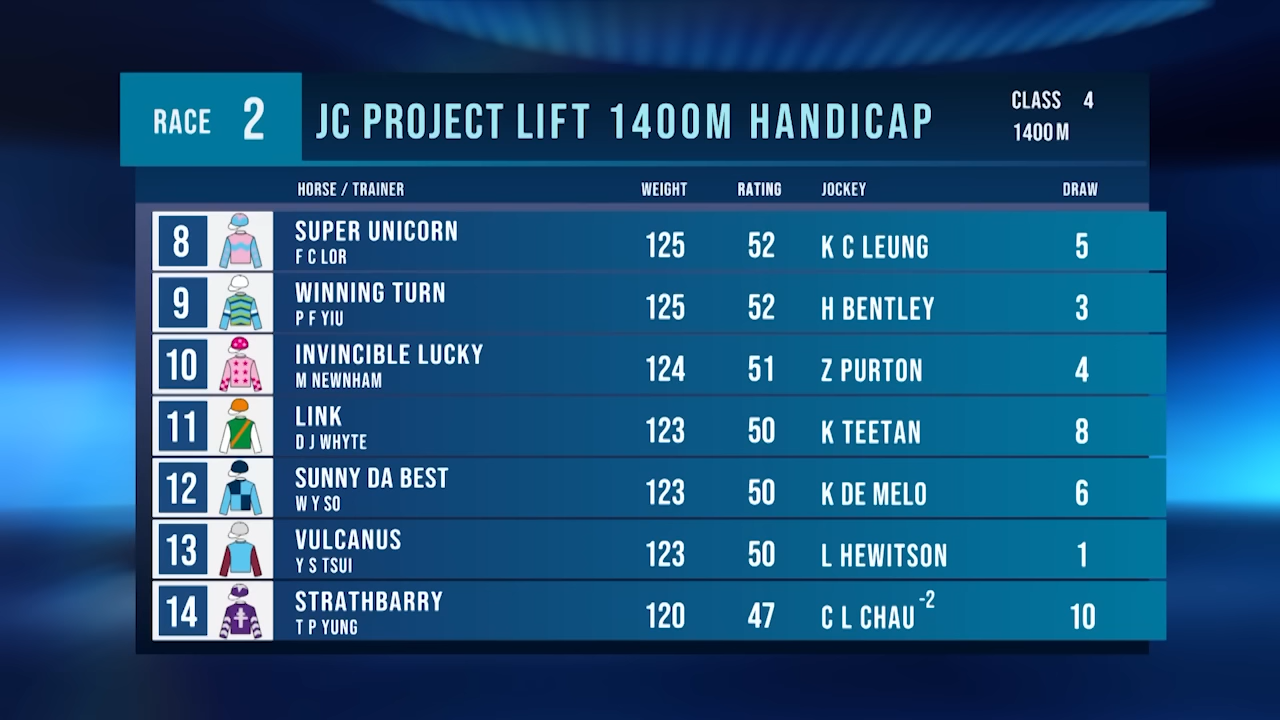 RACE 2 JC PROJECT LIFT 1400M HANDICAP CLASS 4
1400M
HORSE / TRAINER WEIGHT RATING JOCKEY DRAW
8 SUPER UNICORN 125 52 K C LEUNG 5
F C LOR
9 WINNING TURN 125 52 H BENTLEY 3
P F YIU
10 INVINCIBLE LUCKY 124 51 Z PURTON 4
M NEWNHAM
11 LINK 123 50 K TEETAN 8
D J WHYTE
12 SUNNY DA BEST 123 50 K DE MELO 6
W Y SO
13 VULCANUS 123 50 L HEWITSON 1
Y S TSUI
14 STRATHBARRY 120 47 C L CHAU -2 10
T P YUNG